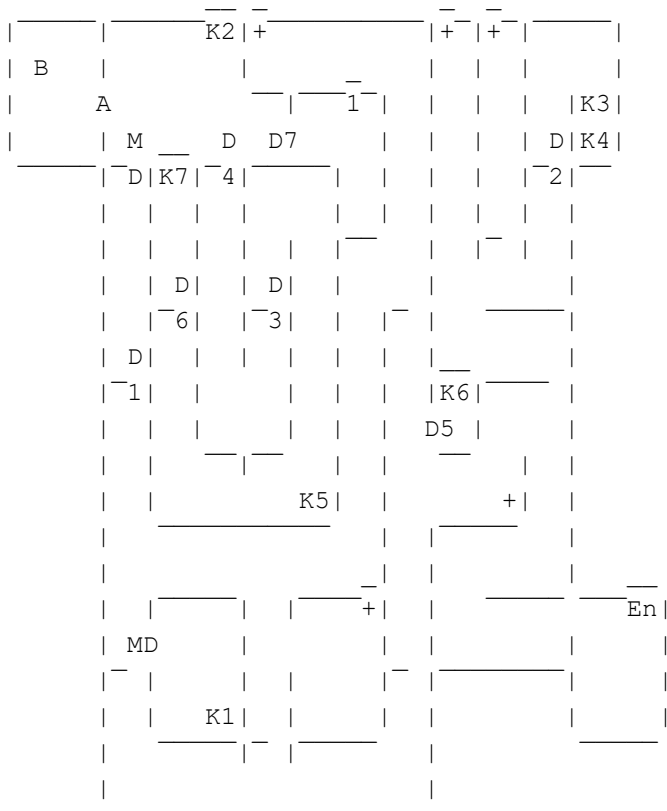 K2 + + +
B
A 1 K3
M D D7 D K4
D K7 4 2
D D
6 3
D
1 K6
D5
K5 +
+ En
MD
K1